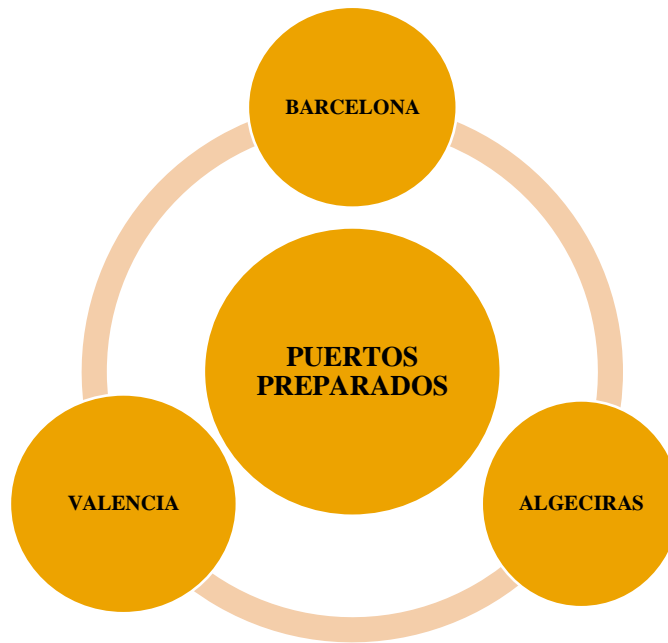 BARCELONA
PUERTOS
PREPARADOS
VALENCIA
ALGECIRAS